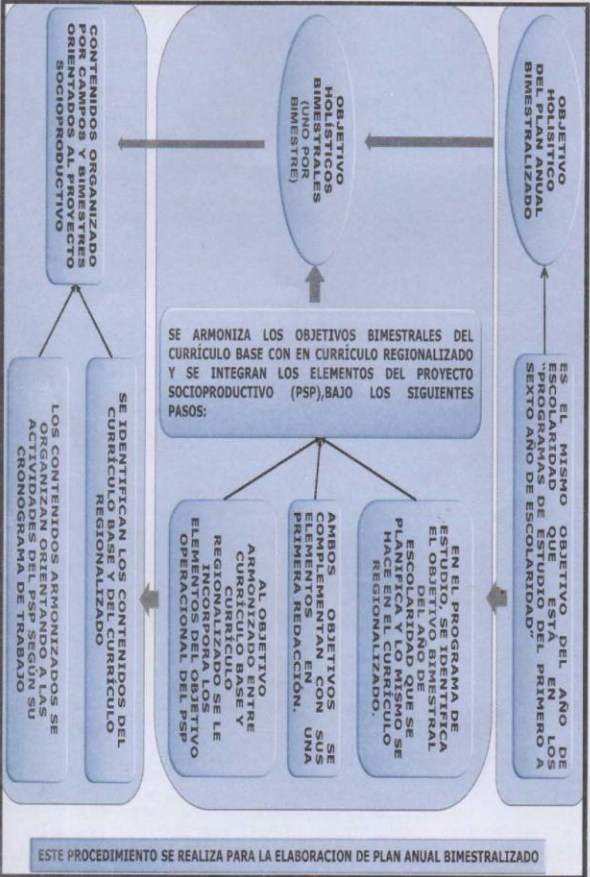 OBJETIVO
HOLISITICO
DEL PLAN ANUAL
BIMESTRALIZADO
ES EL MISMO OBJETIVO DEL AÑO DE
ESCOLARIDAD QUE ESTÁ EN LOS
"PROGRAMAS DE ESTUDIO DEL PRIMERO A
SEXTO AÑO DE ESCOLARIDAD"
OBJETIVO
HOLÍSTICOS
BIMESTRALES
(UNO POR
BIMESTRE)
SE ARMONIZA LOS OBJETIVOS BIMESTRALES DEL
CURRÍCULO BASE CON EN CURRÍCULO REGIONALIZADO
Y SE INTEGRAN LOS ELEMENTOS DEL PROYECTO
SOCIOPRODUCTIVO (PSP),BAJO LOS SIGUIENTES
PASOS:
EN EL PROGRAMA DE
ESTUDIO, SE IDENTIFICA
EL OBJETIVO BIMESTRAL
DEL AÑO DE
ESCOLARIDAD QUE SE
PLANIFICA Y LO MISMO SE
HACE EN EL CURRÍCULO
REGIONALIZADO.
AMBOS OBJETIVOS SE
COMPLEMENTAN CON SUS
ELEMENTOS EN UNA
PRIMERA REDACCIÓN.
AL OBJETIVO
ARMONIZADO ENTRE
CURRÍCULO BASE Y
CURRÍCULO
REGIONALIZADO SE LE
INCORPORA LOS
ELEMENTOS DEL OBJETIVO
OPERACIONAL DEL PSP
CONTENIDOS ORGANIZADO
POR CAMPOS Y BIMESTRES
ORIENTADOS AL PROYECTO
SOCIOPRODUCTIVO
SE IDENTIFICAN LOS CONTENIDOS DEL
CURRÍCULO BASE Y DEL CURRÍCULO
REGIONALIZADO
LOS CONTENIDOS ARMONIZADOS SE
ORGANIZAN ORIENTANDO A LAS
ACTIVIDADES DEL PSP SEGÚN SU
CRONOGRAMA DE TRABAJO
ESTE PROCEDIMIENTO SE REALIZA PARA LA ELABORACION DE PLAN ANUAL BIMESTRALIZADO